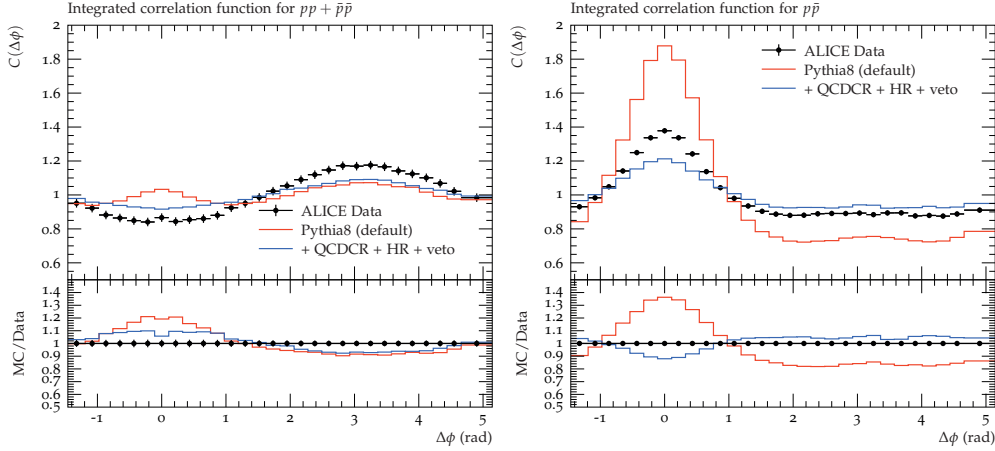 Integrated correlation function for pp + p̄p̄
C(Δϕ)
2
1.8
1.6
1.4
1.2
1
0.8
0.6
ALICE Data
Pythia8 (default)
+ QCDCR + HR + veto
MC/Data
1.4
1.3
1.2
1.1
1.0
0.9
0.8
0.7
0.6
0.5
-1 0 1 2 3 4 5
Δϕ (rad)
Integrated correlation function for pp̄
C(Δϕ)
2
1.8
1.6
1.4
1.2
1
0.8
0.6
ALICE Data
Pythia8 (default)
+ QCDCR + HR + veto
MC/Data
1.4
1.3
1.2
1.1
1.0
0.9
0.8
0.7
0.6
0.5
-1 0 1 2 3 4 5
Δϕ (rad)